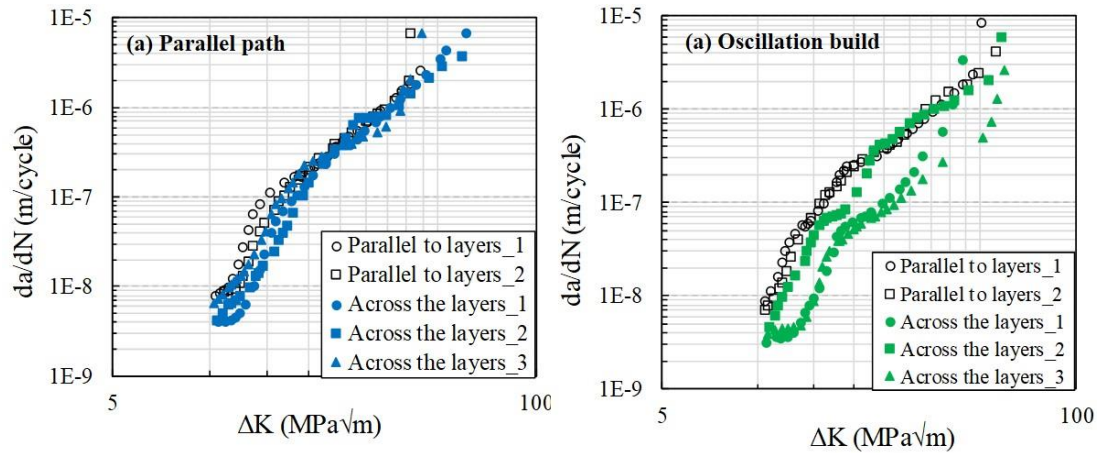 (a) Parallel path
da/dN (m/cycle)
1E-5
1E-6
1E-7
1E-8
1E-9
Parallel to layers_1
Parallel to layers_2
Across the layers_1
Across the layers_2
Across the layers_3
5
100
ΔK (MPa√m)
(a) Oscillation build
da/dN (m/cycle)
1E-5
1E-6
1E-7
1E-8
1E-9
Parallel to layers_1
Parallel to layers_2
Across the layers_1
Across the layers_2
Across the layers_3
5
100
ΔK (MPa√m)